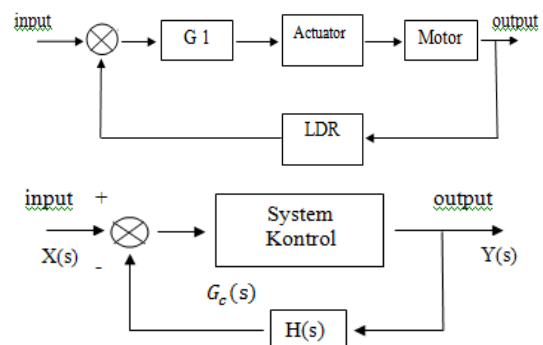 input
G 1
Actuator
Motor
output
LDR
input
+
System
Kontrol
output
X(s)
-
Y(s)
G_c(s)
H(s)